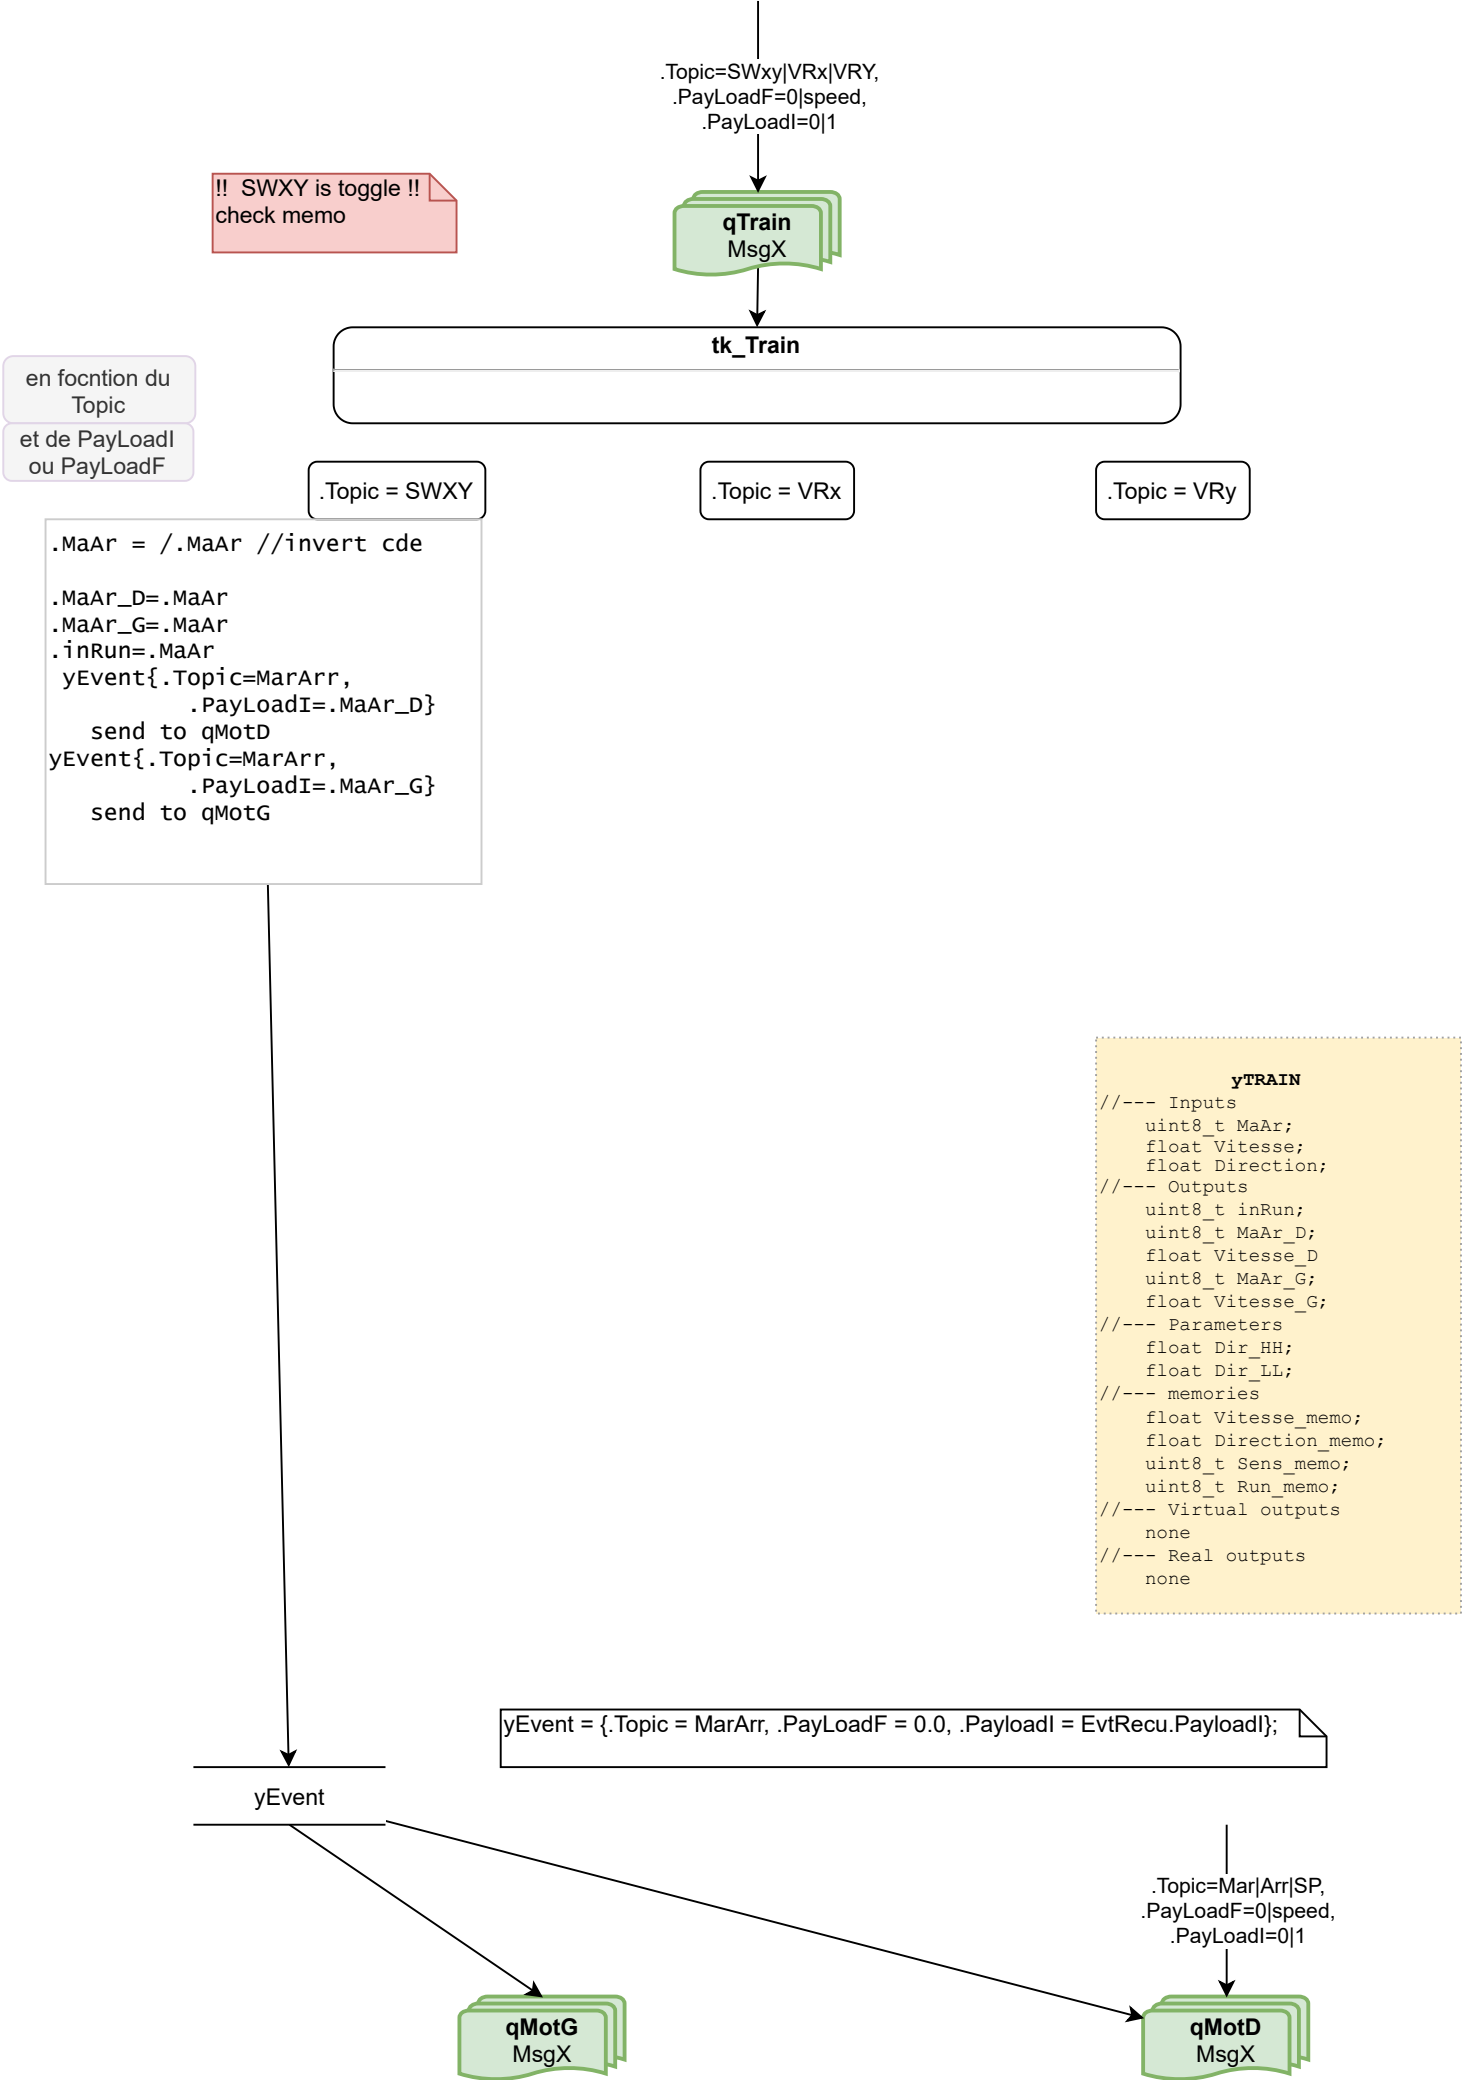 .Topic=SWxy|VRx|VRY,
.PayLoadF=0|speed,
.PayLoadI=0|1
!!  SWXY is toggle !!
check memo
qTrain
MsgX
tk_Train
en focntion du
Topic
et de PayLoadI
ou PayLoadF
.Topic = SWXY
.Topic = VRx
.Topic = VRy
.MaAr = /.MaAr //invert cde
.MaAr_D=.MaAr
.MaAr_G=.MaAr
.inRun=.MaAr
yEvent{.Topic=MarArr,
.PayLoadI=.MaAr_D}
send to qMotD
yEvent{.Topic=MarArr,
.PayLoadI=.MaAr_G}
send to qMotG
yTRAIN
//--- Inputs
uint8_t MaAr;
float Vitesse;
float Direction;
//--- Outputs
uint8_t inRun;
uint8_t MaAr_D;
float Vitesse_D
uint8_t MaAr_G;
float Vitesse_G;
//--- Parameters
float Dir_HH;
float Dir_LL;
//--- memories
float Vitesse_memo;
float Direction_memo;
uint8_t Sens_memo;
uint8_t Run_memo;
//--- Virtual outputs
none
//--- Real outputs
none
yEvent = {.Topic = MarArr, .PayLoadF = 0.0, .PayloadI = EvtRecu.PayloadI};
yEvent
.Topic=Mar|Arr|SP,
.PayLoadF=0|speed,
.PayLoadI=0|1
qMotG
MsgX
qMotD
MsgX